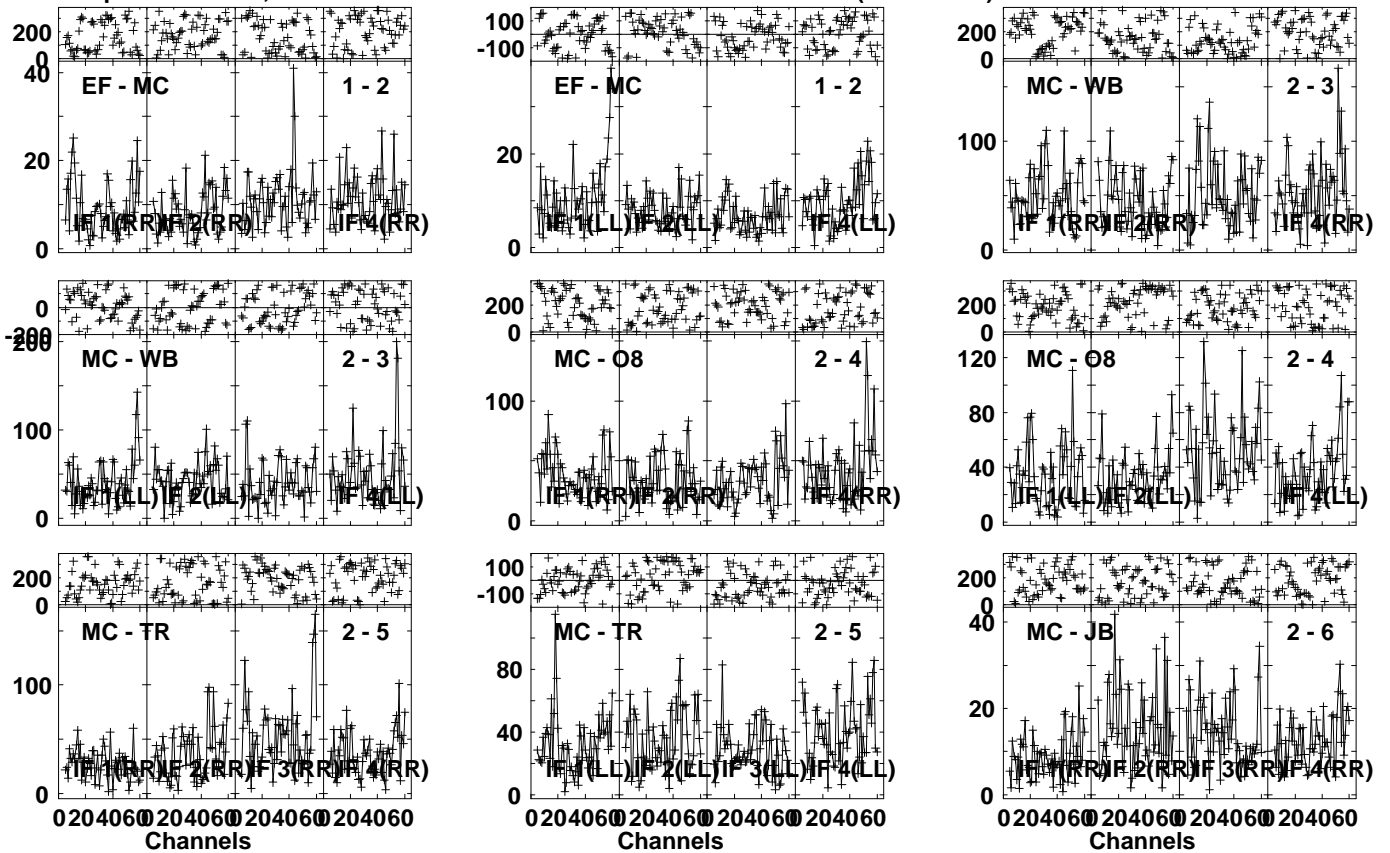 200 100 200
0 -100 0
40 EF - MC 1 - 2 EF - MC 1 - 2 MC - WB 2 - 3
100
20 20
IF 1(RR) IF 2(RR) IF 4(RR) IF 1(LL) IF 2(LL) IF 4(LL) IF 1(RR) IF 2(RR) IF 4(RR)
0 0 0
0 200 200
-200 0 0
200 MC - WB 2 - 3 MC - O8 2 - 4 MC - O8 2 - 4
120
100 100 80
40
IF 1(LL) IF 2(LL) IF 4(LL) IF 1(RR) IF 2(RR) IF 4(RR) IF 1(LL) IF 2(LL) IF 4(LL)
0 0 0
200 100 200
0 -100 0
MC - TR 2 - 5 MC - TR 2 - 5 40 MC - JB 2 - 6
100 80
40 20
IF 1(RR) IF 2(RR) IF 3(RR) IF 4(RR) IF 1(LL) IF 2(LL) IF 3(LL) IF 4(LL) IF 1(RR) IF 2(RR) IF 3(RR) IF 4(RR)
0 0 0
0 20 40 60 0 20 40 60 0 20 40 60 0 20 40 60 0 20 40 60 0 20 40 60 0 20 40 60 0 20 40 60 0 20 40 60 0 20 40 60 0 20 40 60 0 20 40 60
Channels Channels Channels